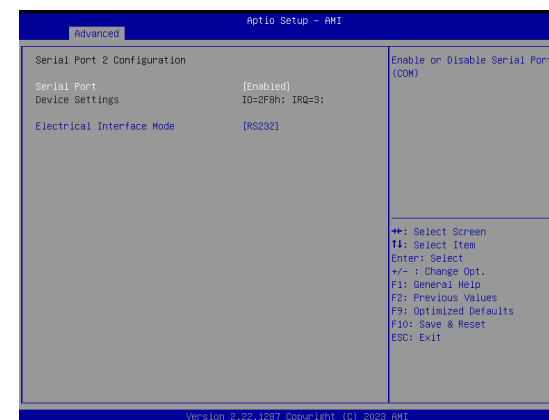 Aptio Setup - AMI
Advanced
Serial Port 2 Configuration
Serial Port [Enabled]
Device Settings IO=2F8h; IRQ=3;
Electrical Interface Mode [RS232]
Enable or Disable Serial Por
(COM)
→←: Select Screen
↑↓: Select Item
Enter: Select
+/- : Change Opt.
F1: General Help
F2: Previous Values
F9: Optimized Defaults
F10: Save & Reset
ESC: Exit
Version 2.22.1287 Copyright (C) 2023 AMI